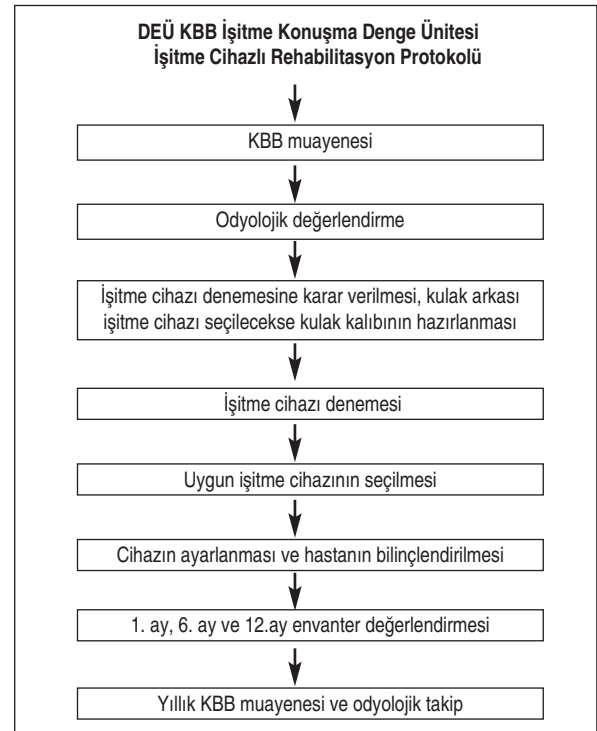 DEÜ KBB İşitme Konuşma Denge Ünitesi
İşitme Cihazlı Rehabilitasyon Protokolü
KBB muayenesi
Odyolojik değerlendirme
İşitme cihazı denemesine karar verilmesi, kulak arkası
işitme cihazı seçilecekse kulak kalıbının hazırlanması
İşitme cihazı denemesi
Uygun işitme cihazının seçilmesi
Cihazın ayarlanması ve hastanın bilinçlendirilmesi
1. ay, 6. ay ve 12.ay envanter değerlendirmesi
Yıllık KBB muayenesi ve odyolojik takip